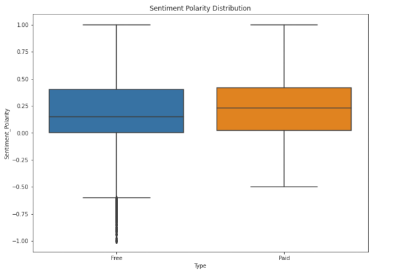 Sentiment Polarity Distribution
1.00
0.75
0.50
0.25
0.00
−0.25
−0.50
−0.75
−1.00
Sentiment_Polarity
Free
Paid
Type